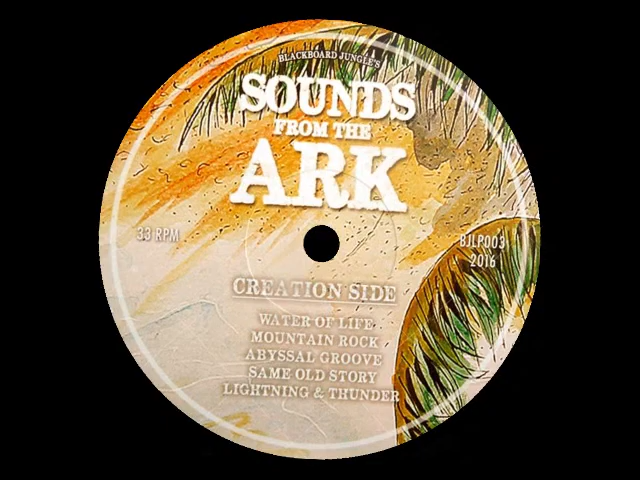 BLACKBOARD JUNGLE'S
SOUNDS
FROM THE
ARK
33 RPM
BJLP003
2016
CREATION SIDE
WATER OF LIFE
MOUNTAIN ROCK
ABYSSAL GROOVE
SAME OLD STORY
LIGHTNING & THUNDER